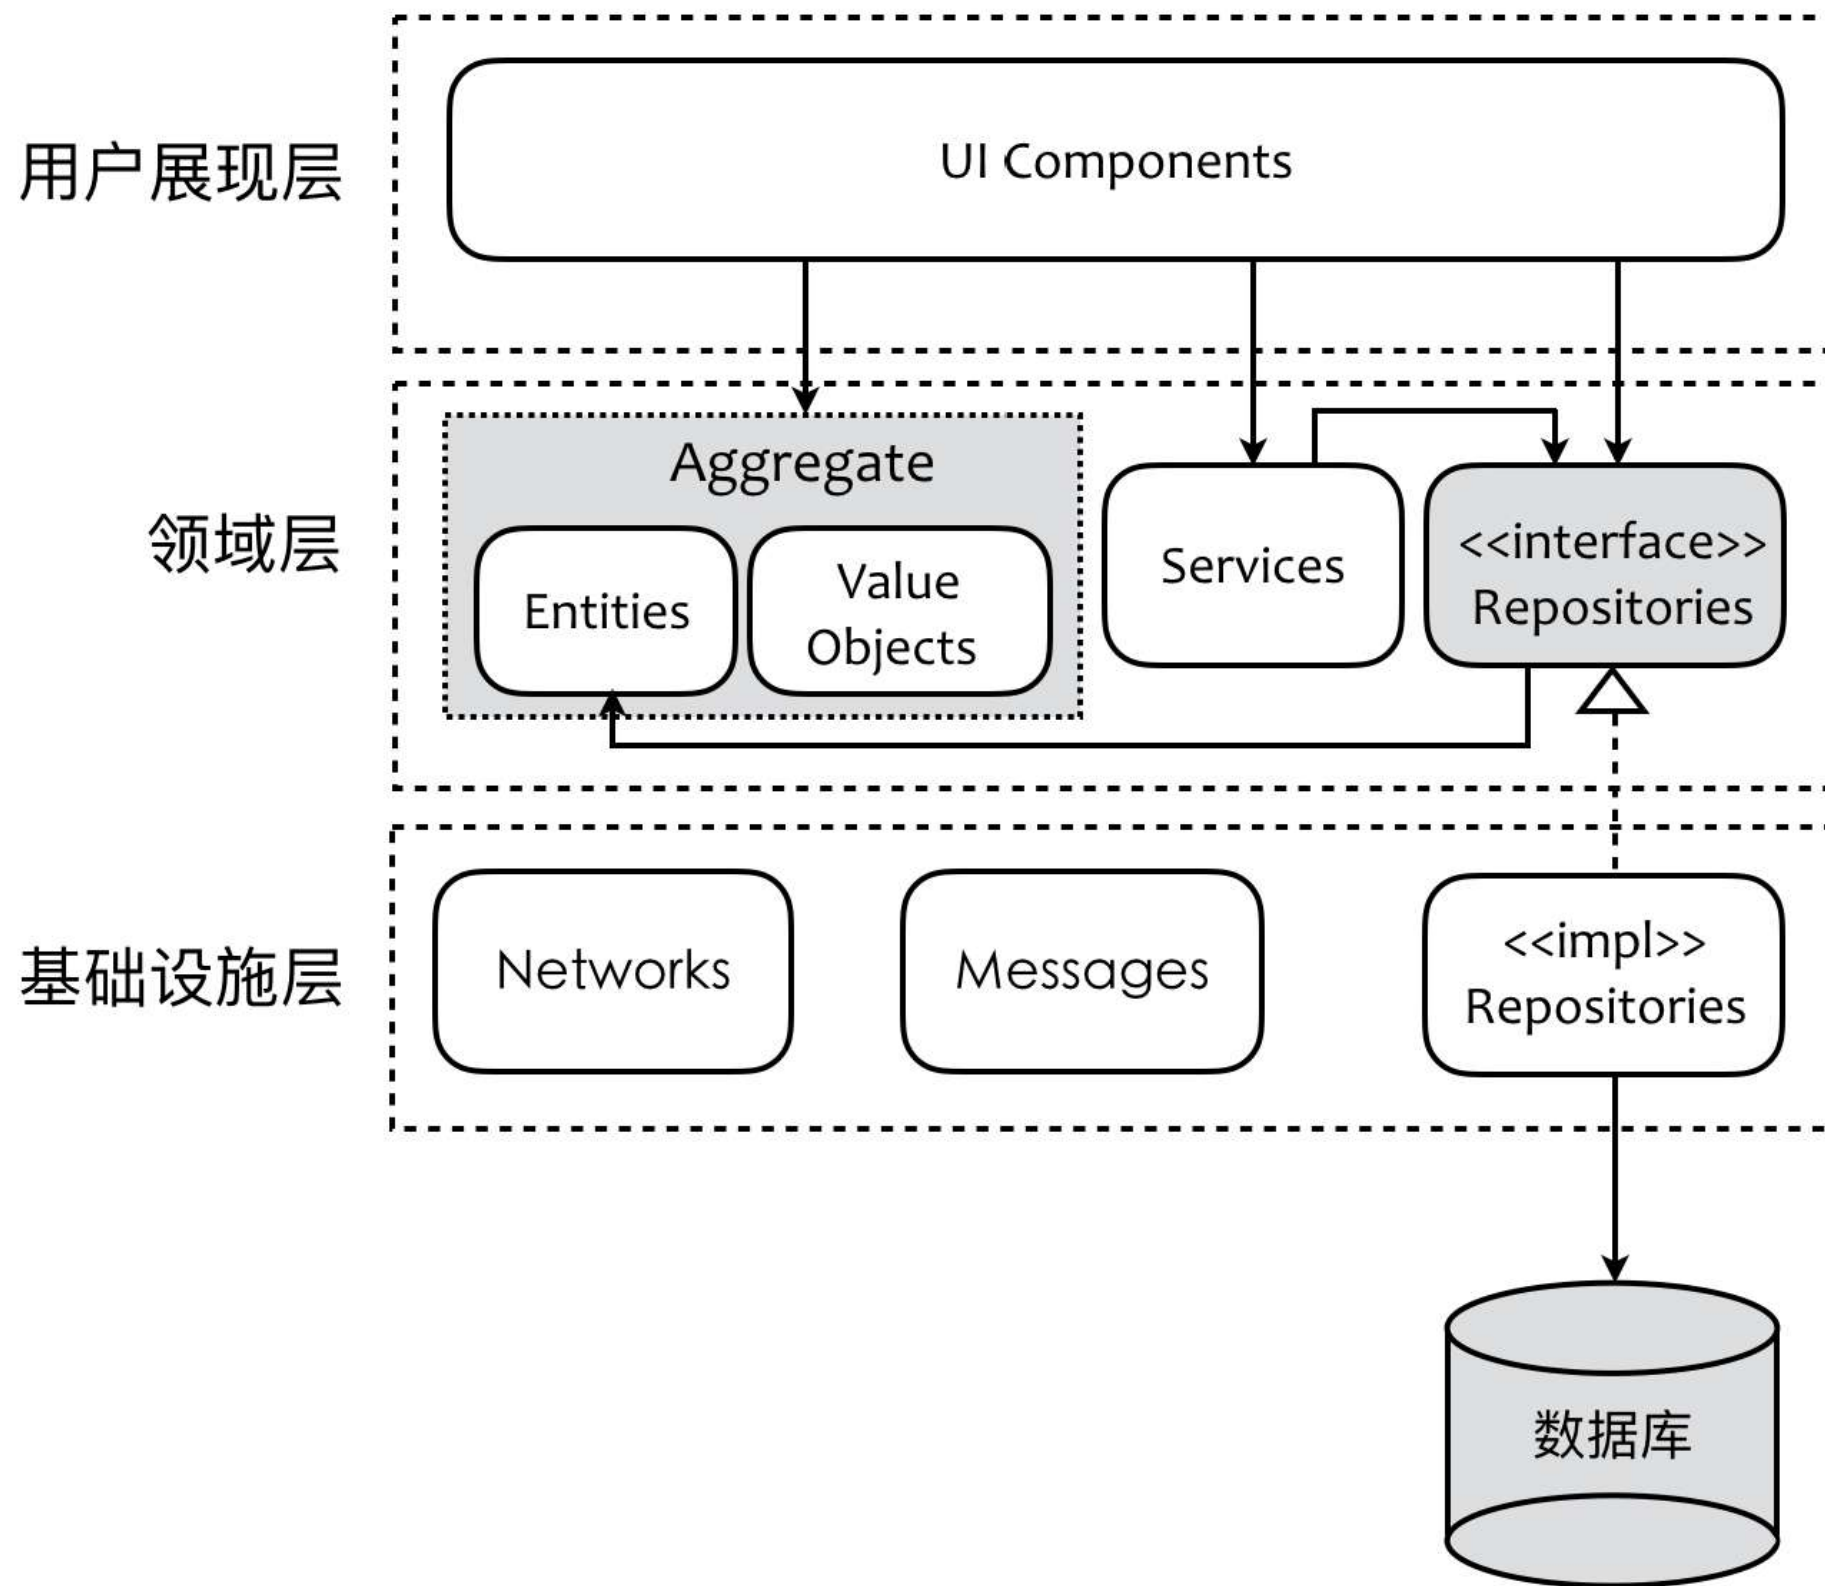 用户展现层
UI Components
领域层
Aggregate
Entities
Value
Objects
Services
<<interface>>
Repositories
基础设施层
Networks
Messages
<<impl>>
Repositories
数据库